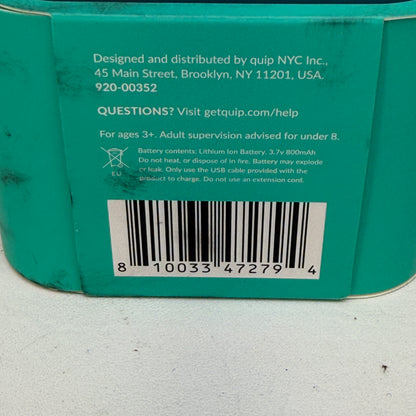 Designed and distributed by quip NYC Inc.,
45 Main Street, Brooklyn, NY 11201, USA.
920-00352
QUESTIONS? Visit getquip.com/help
For ages 3+. Adult supervision advised for under 8.
Battery contents: Lithium Ion Battery. 3.7v 800mAh
Do not heat, or dispose of in fire. Battery may explode
or leak. Only use the USB cable provided with the
EU product to charge. Do not use an extension cord.
8 10033 47279 4